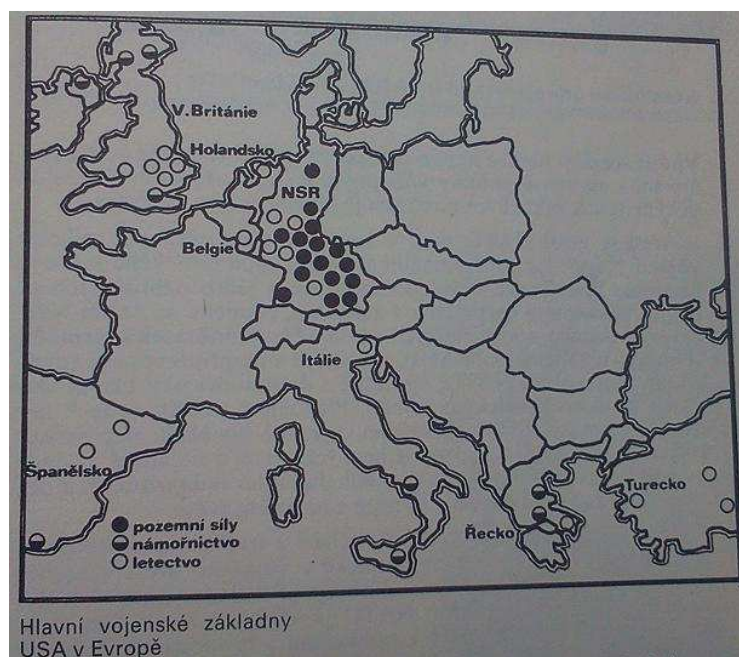 V. Británie
Holandsko
NSR
Belgie
Itálie
Španělsko
Turecko
Řecko
pozemní síly
námořnictvo
letectvo
Hlavní vojenské základny
USA v Evropě